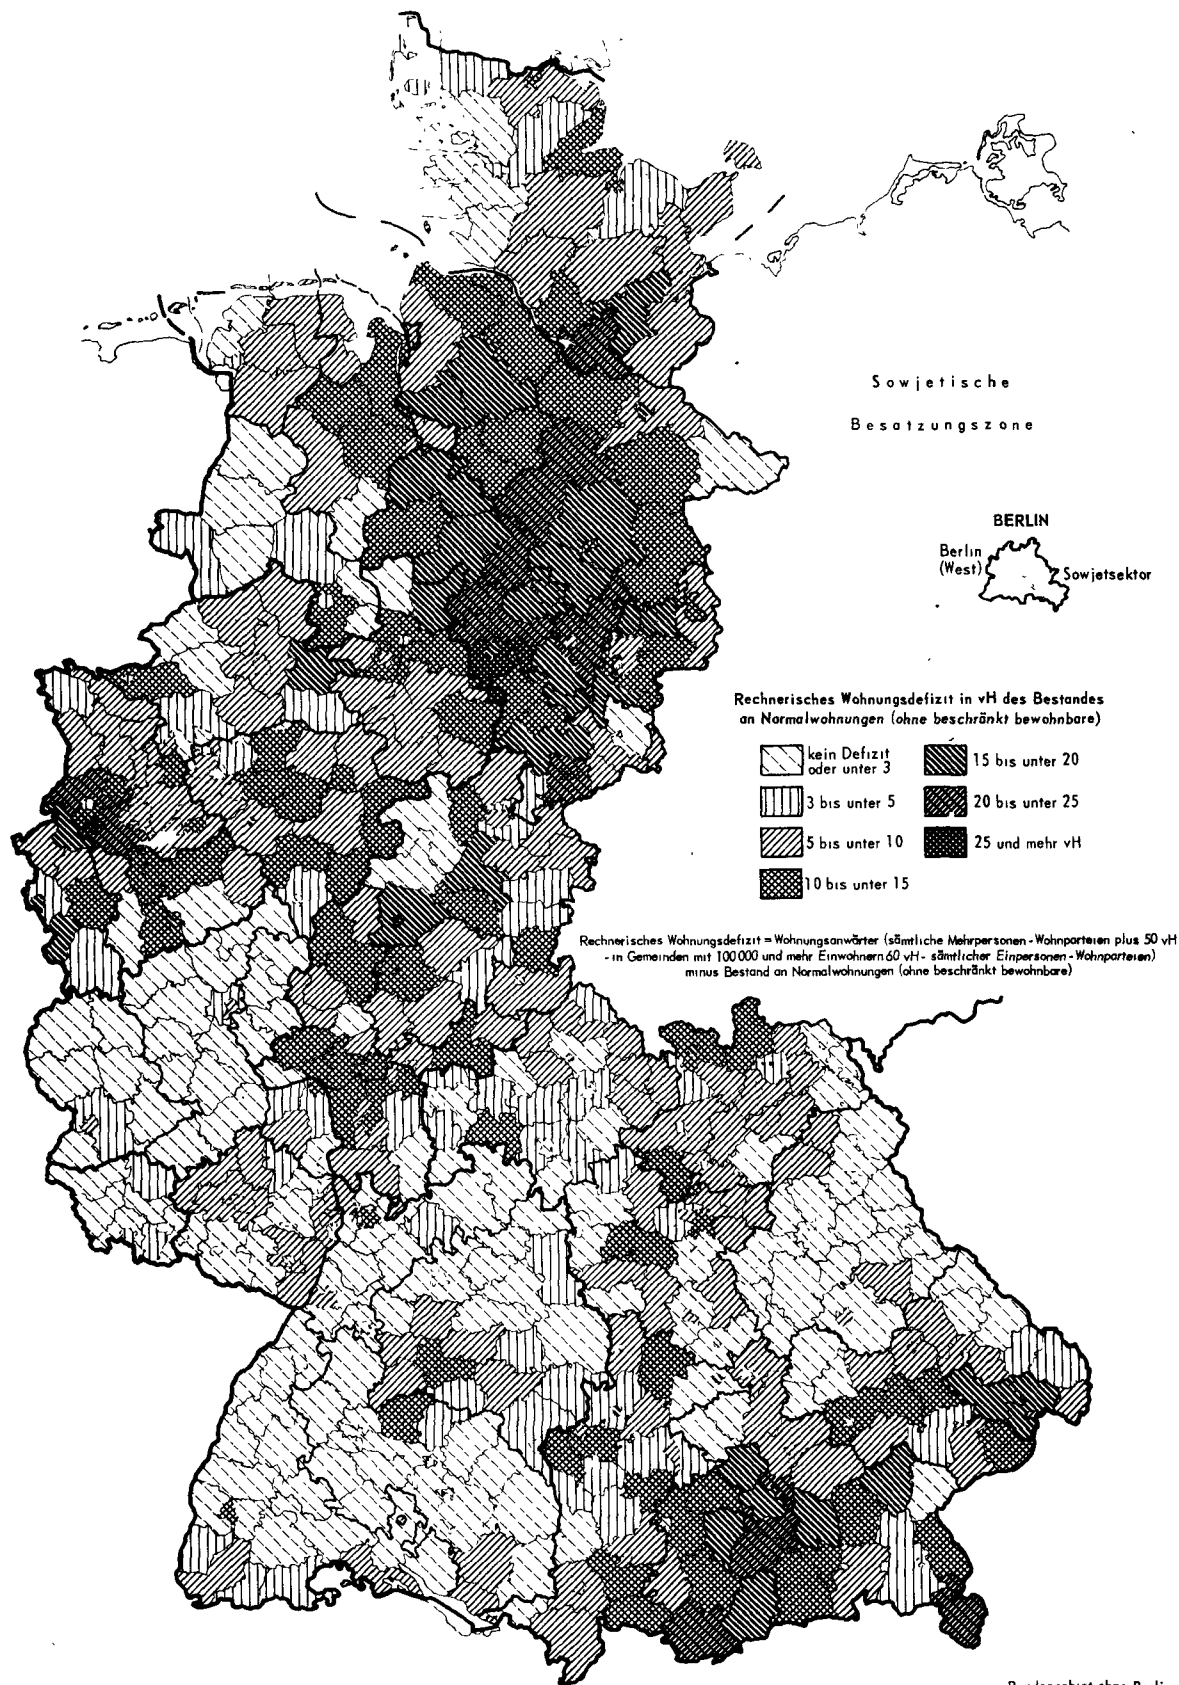 Sowjetische
Besatzungszone
BERLIN
Berlin
(West)
Sowjetsektor
Rechnerisches Wohnungsdefizit in vH des Bestandes
an Normalwohnungen (ohne beschränkt bewohnbare)
kein Defizit
oder unter 3
3 bis unter 5
5 bis unter 10
10 bis unter 15
15 bis unter 20
20 bis unter 25
25 und mehr vH
Rechnerisches Wohnungsdefizit = Wohnungsanwärter (sämtliche Mehrpersonen - Wohnparteien plus 50 vH
- in Gemeinden mit 100 000 und mehr Einwohnern 60 vH - sämtlicher Einpersonen - Wohnparteien)
minus Bestand an Normalwohnungen (ohne beschränkt bewohnbare)